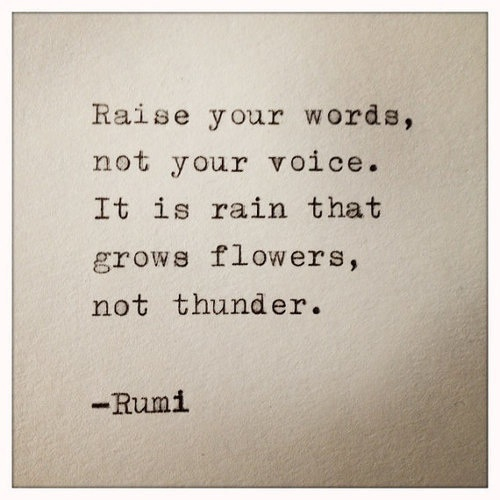 Raise your words,
not your voice.
It is rain that
grows flowers,
not thunder.
-Rumi